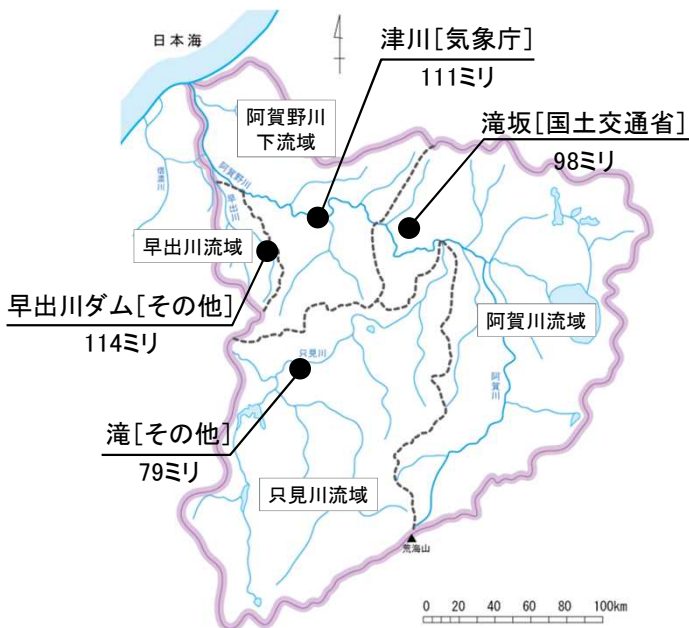 日本海
津川[気象庁]
111ミリ
阿賀野川
下流域
滝坂[国土交通省]
98ミリ
信濃川
阿賀野川
早出川
早出川流域
早出川ダム[その他]
114ミリ
阿賀川流域
只見川
阿賀川
滝[その他]
79ミリ
只見川流域
荒海山
0 20 40 60 80 100km